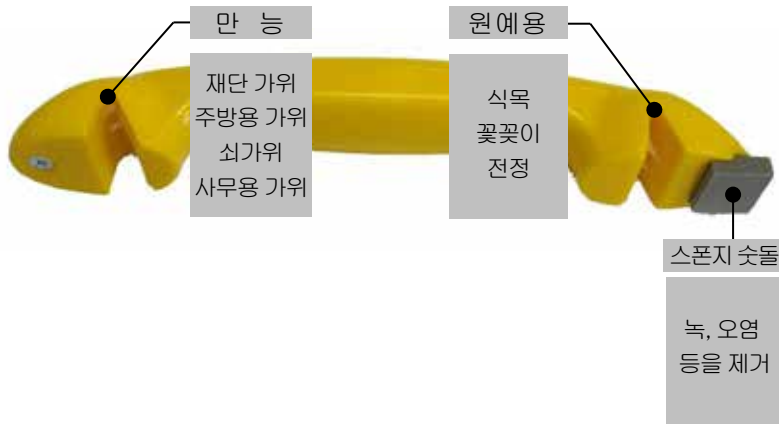 만 능
재단 가위
주방용 가위
쇠가위
사무용 가위
원예용
식목
꽃꽂이
전정
스폰지 숫돌
녹, 오염
등을 제거